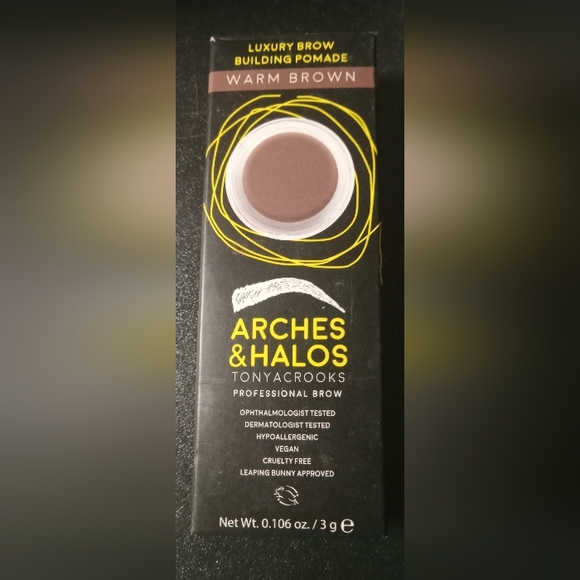 LUXURY BROW
BUILDING POMADE
WARM BROWN
ARCHES
&HALOS
TONYACROOKS
PROFESSIONAL BROW
OPHTHALMOLOGIST TESTED
DERMATOLOGIST TESTED
HYPOALLERGENIC
VEGAN
CRUELTY FREE
LEAPING BUNNY APPROVED
Net Wt. 0.106 oz. / 3 g ℮